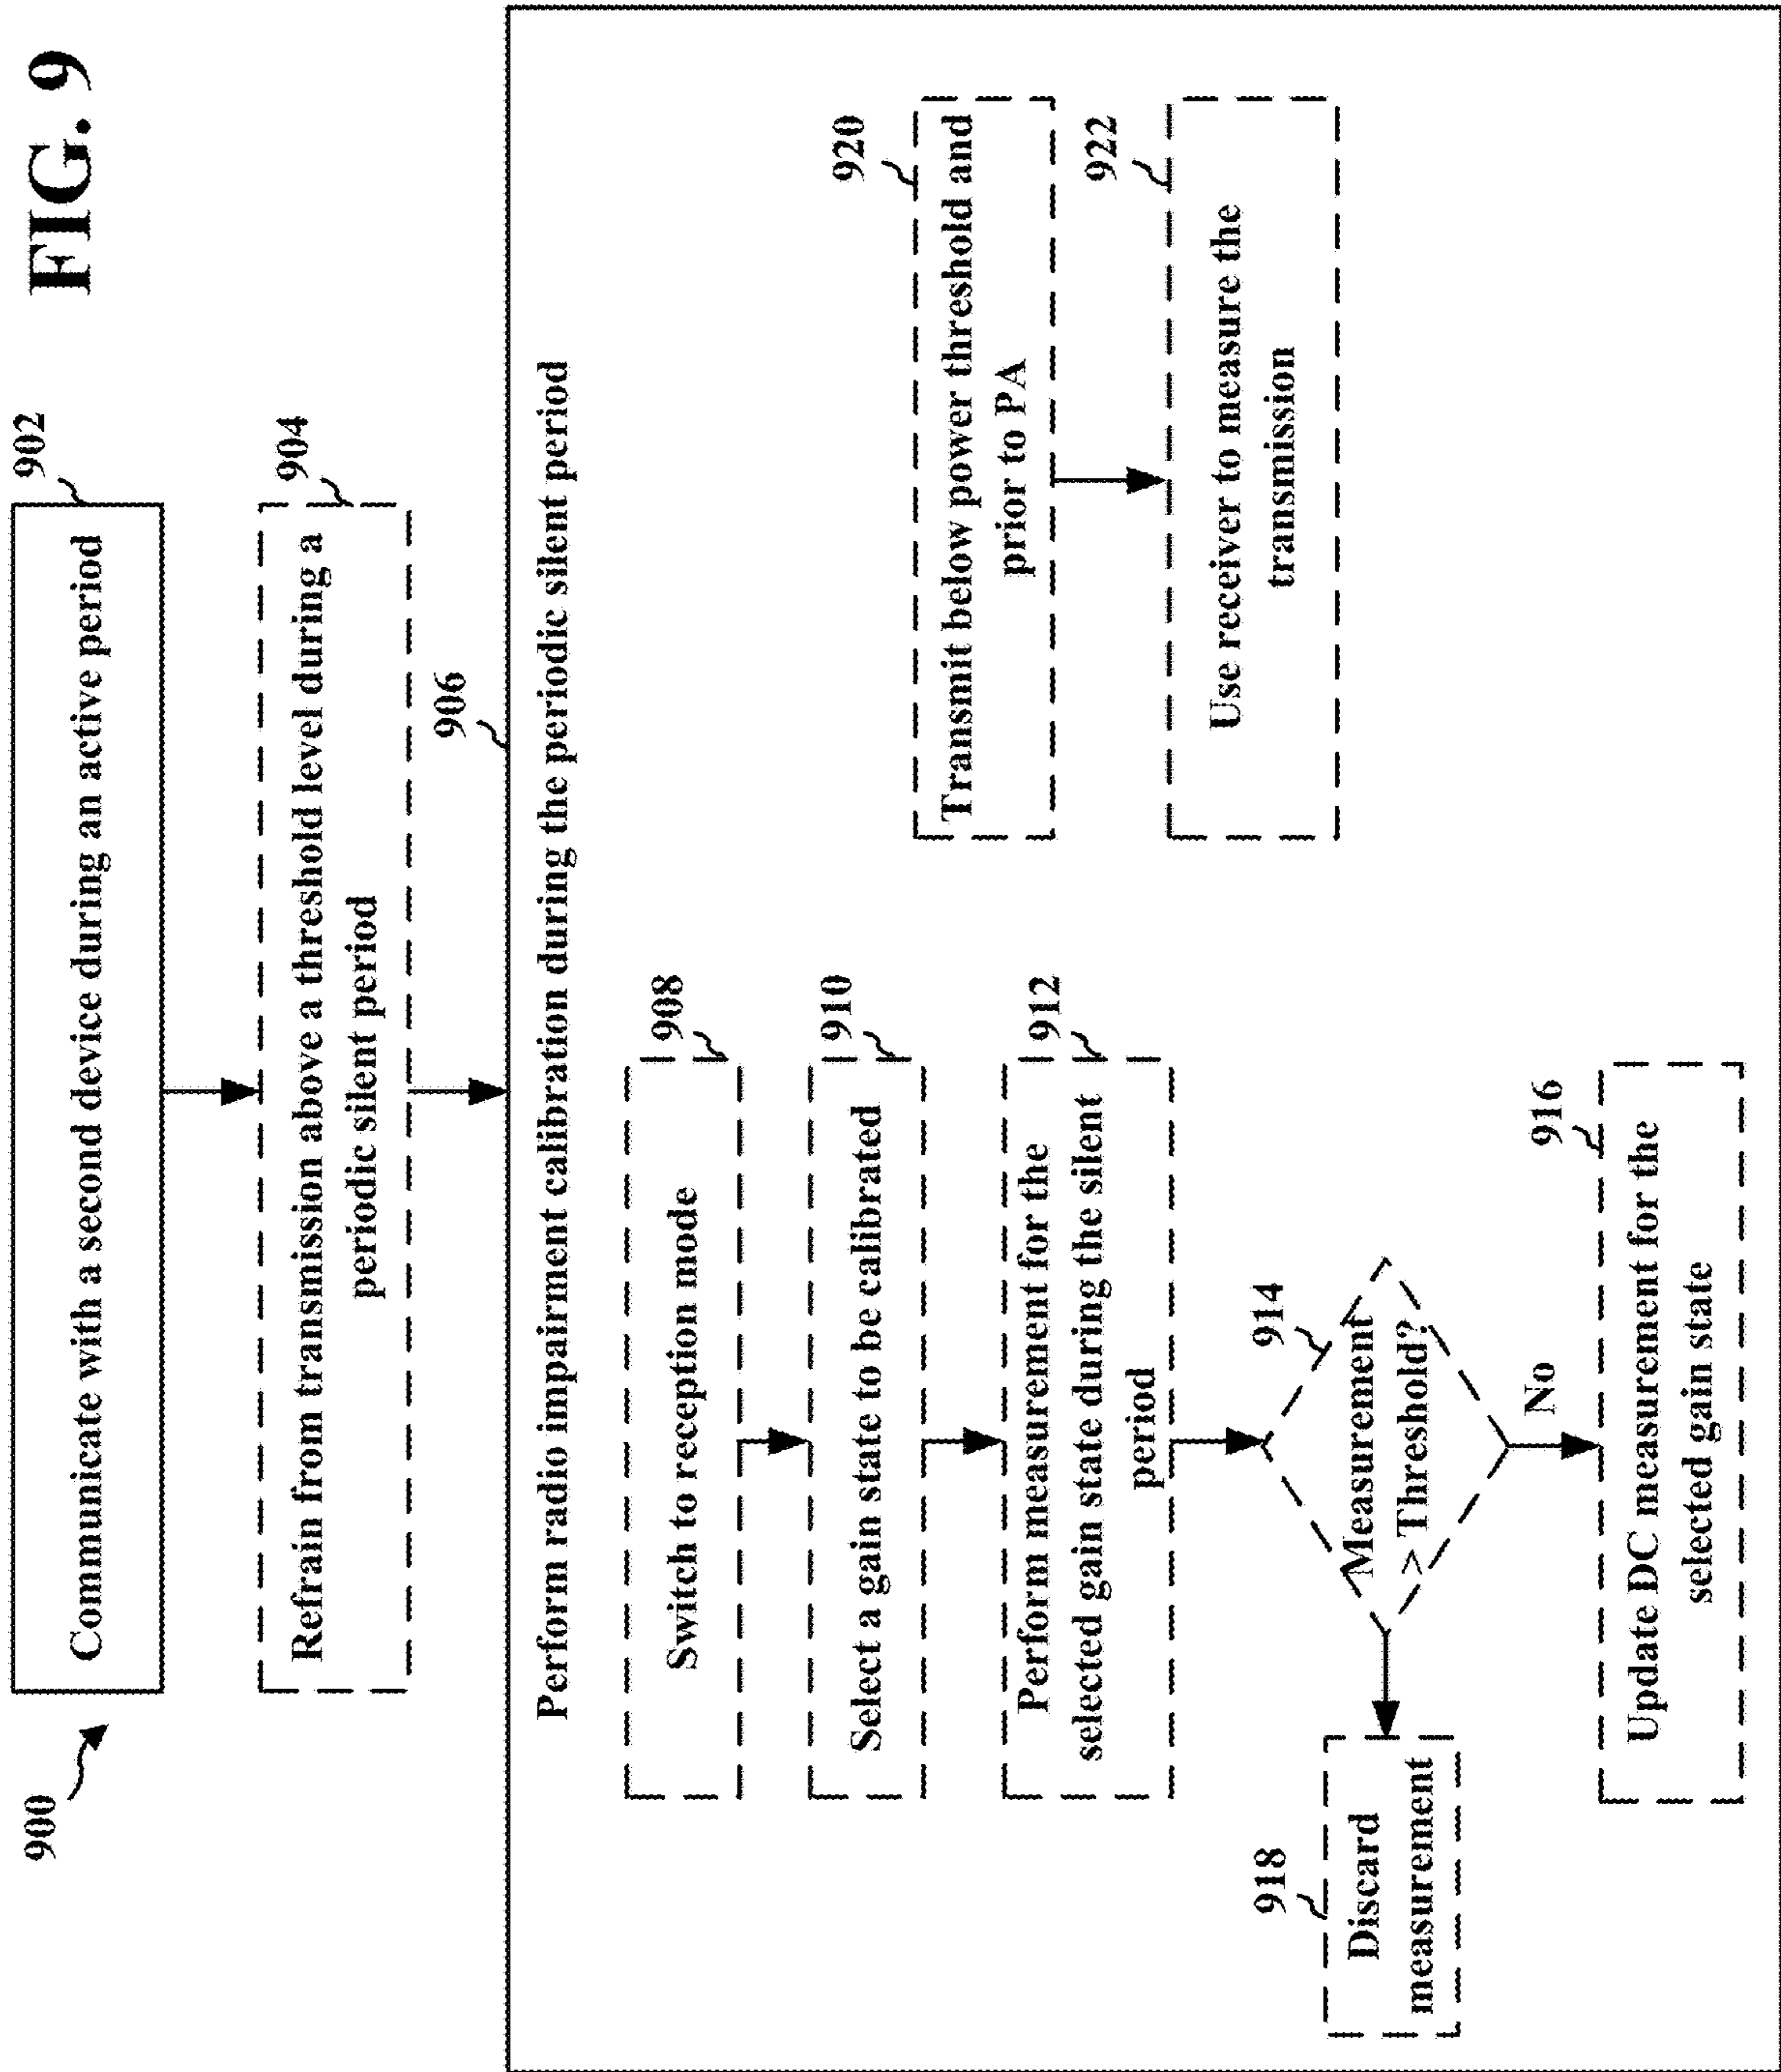 FIG. 9
900
902
Communicate with a second device during an active period
904
Refrain from transmission above a threshold level during a
periodic silent period
906
Perform radio impairment calibration during the periodic silent period
908
Switch to reception mode
910
Select a gain state to be calibrated
912
Perform measurement for the
selected gain state during the silent
period
914
Measurement
> Threshold?
No
918
Discard
measurement
916
Update DC measurement for the
selected gain state
920
Transmit below power threshold and
prior to PA
922
Use receiver to measure the
transmission